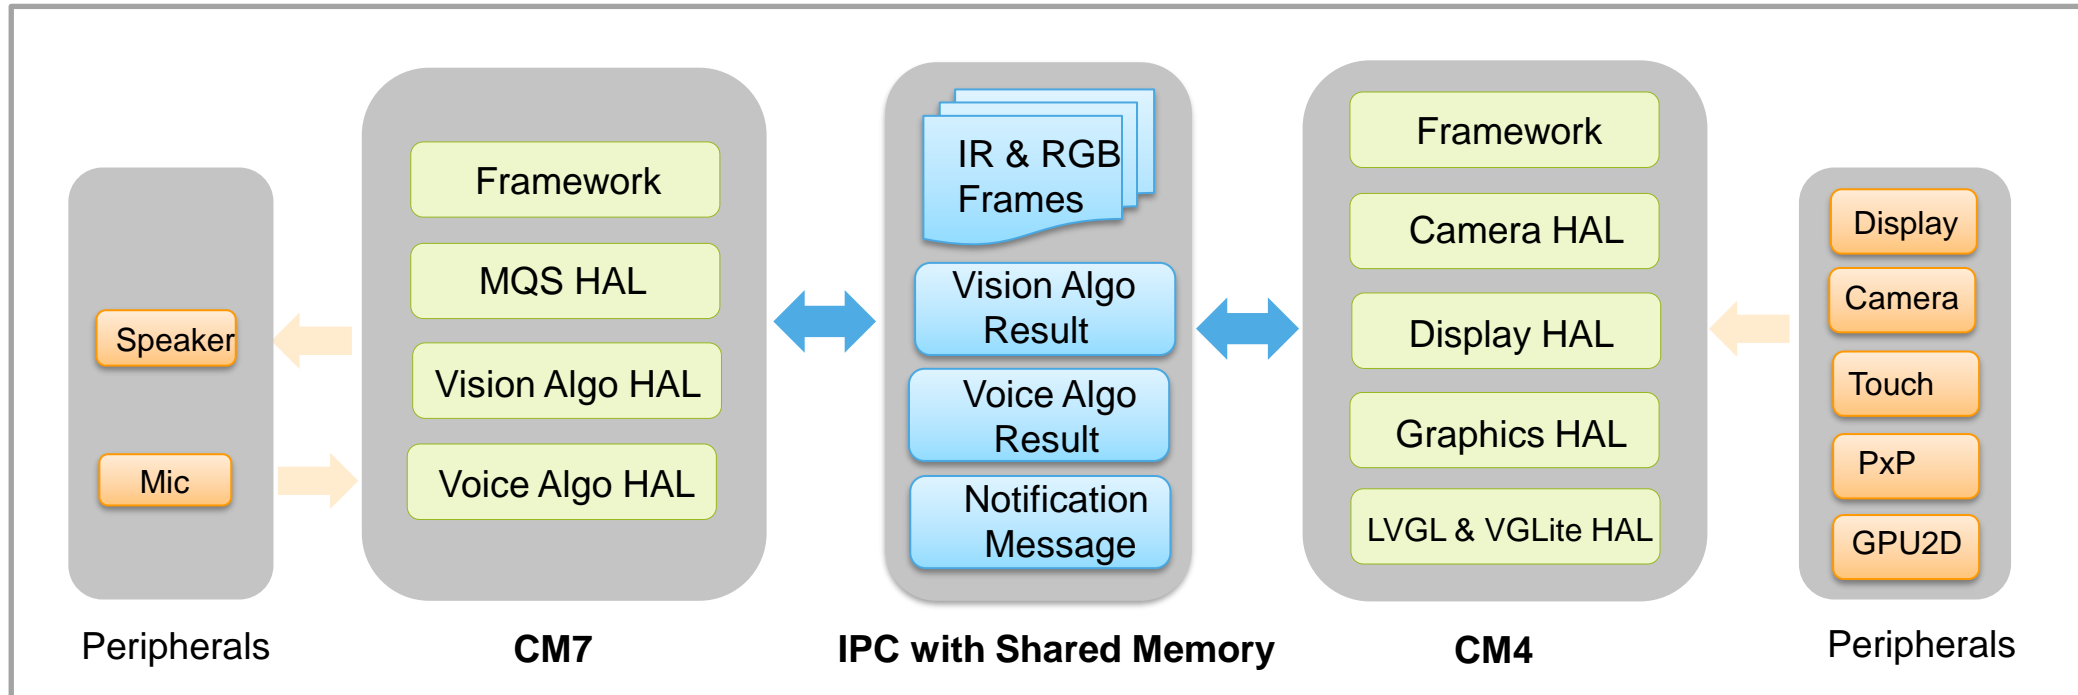 Speaker
Mic
Peripherals
Framework
MQS HAL
Vision Algo HAL
Voice Algo HAL
CM7
IR & RGB
Frames
Vision Algo
Result
Voice Algo
Result
Notification
Message
IPC with Shared Memory
Framework
Camera HAL
Display HAL
Graphics HAL
LVGL & VGLite HAL
CM4
Display
Camera
Touch
PxP
GPU2D
Peripherals